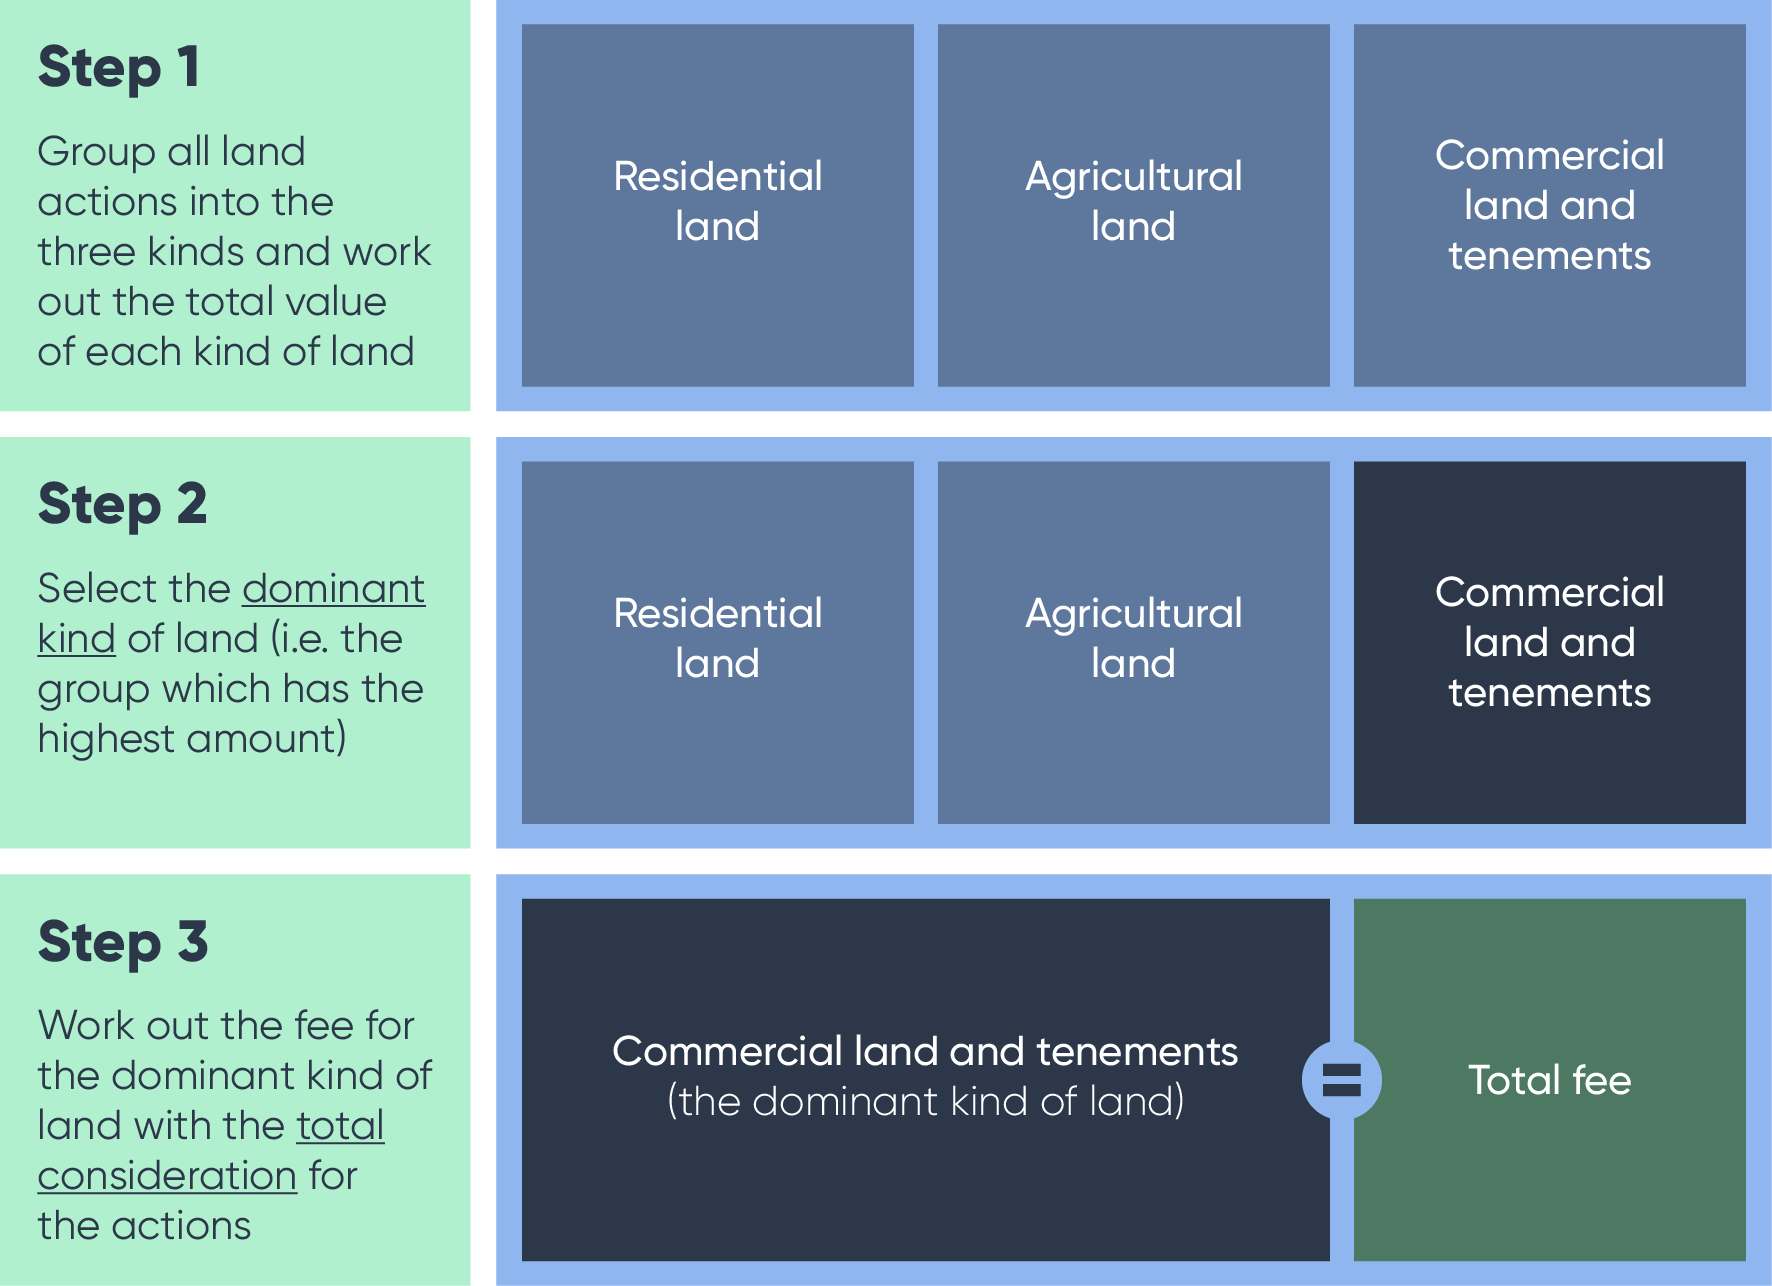 Step 1
Group all land
actions into the
three kinds and work
out the total value
of each kind of land
Residential
land
Agricultural
land
Commercial
land and
tenements
Step 2
Select the dominant
kind of land (i.e. the
group which has the
highest amount)
Residential
land
Agricultural
land
Commercial
land and
tenements
Step 3
Work out the fee for
the dominant kind of
land with the total
consideration for
the actions
Commercial land and tenements
(the dominant kind of land)
=
Total fee